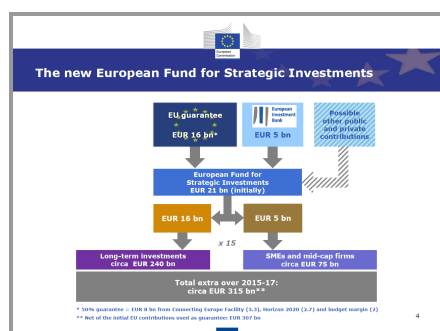 European
Commission
The new European Fund for Strategic Investments
EU guarantee
EUR 16 bn*
European
Investment
Bank
EUR 5 bn
Possible
other public
and private
contributions
European Fund for
Strategic Investments
EUR 21 bn (initially)
EUR 16 bn
EUR 5 bn
x 15
Long-term investments
circa EUR 240 bn
SMEs and mid-cap firms
circa EUR 75 bn
Total extra over 2015-17:
circa EUR 315 bn**
* 50% guarantee = EUR 8 bn from Connecting Europe Facility (3.3), Horizon 2020 (2.7) and budget margin (2)
** Net of the initial EU contributions used as guarantee: EUR 307 bn
4